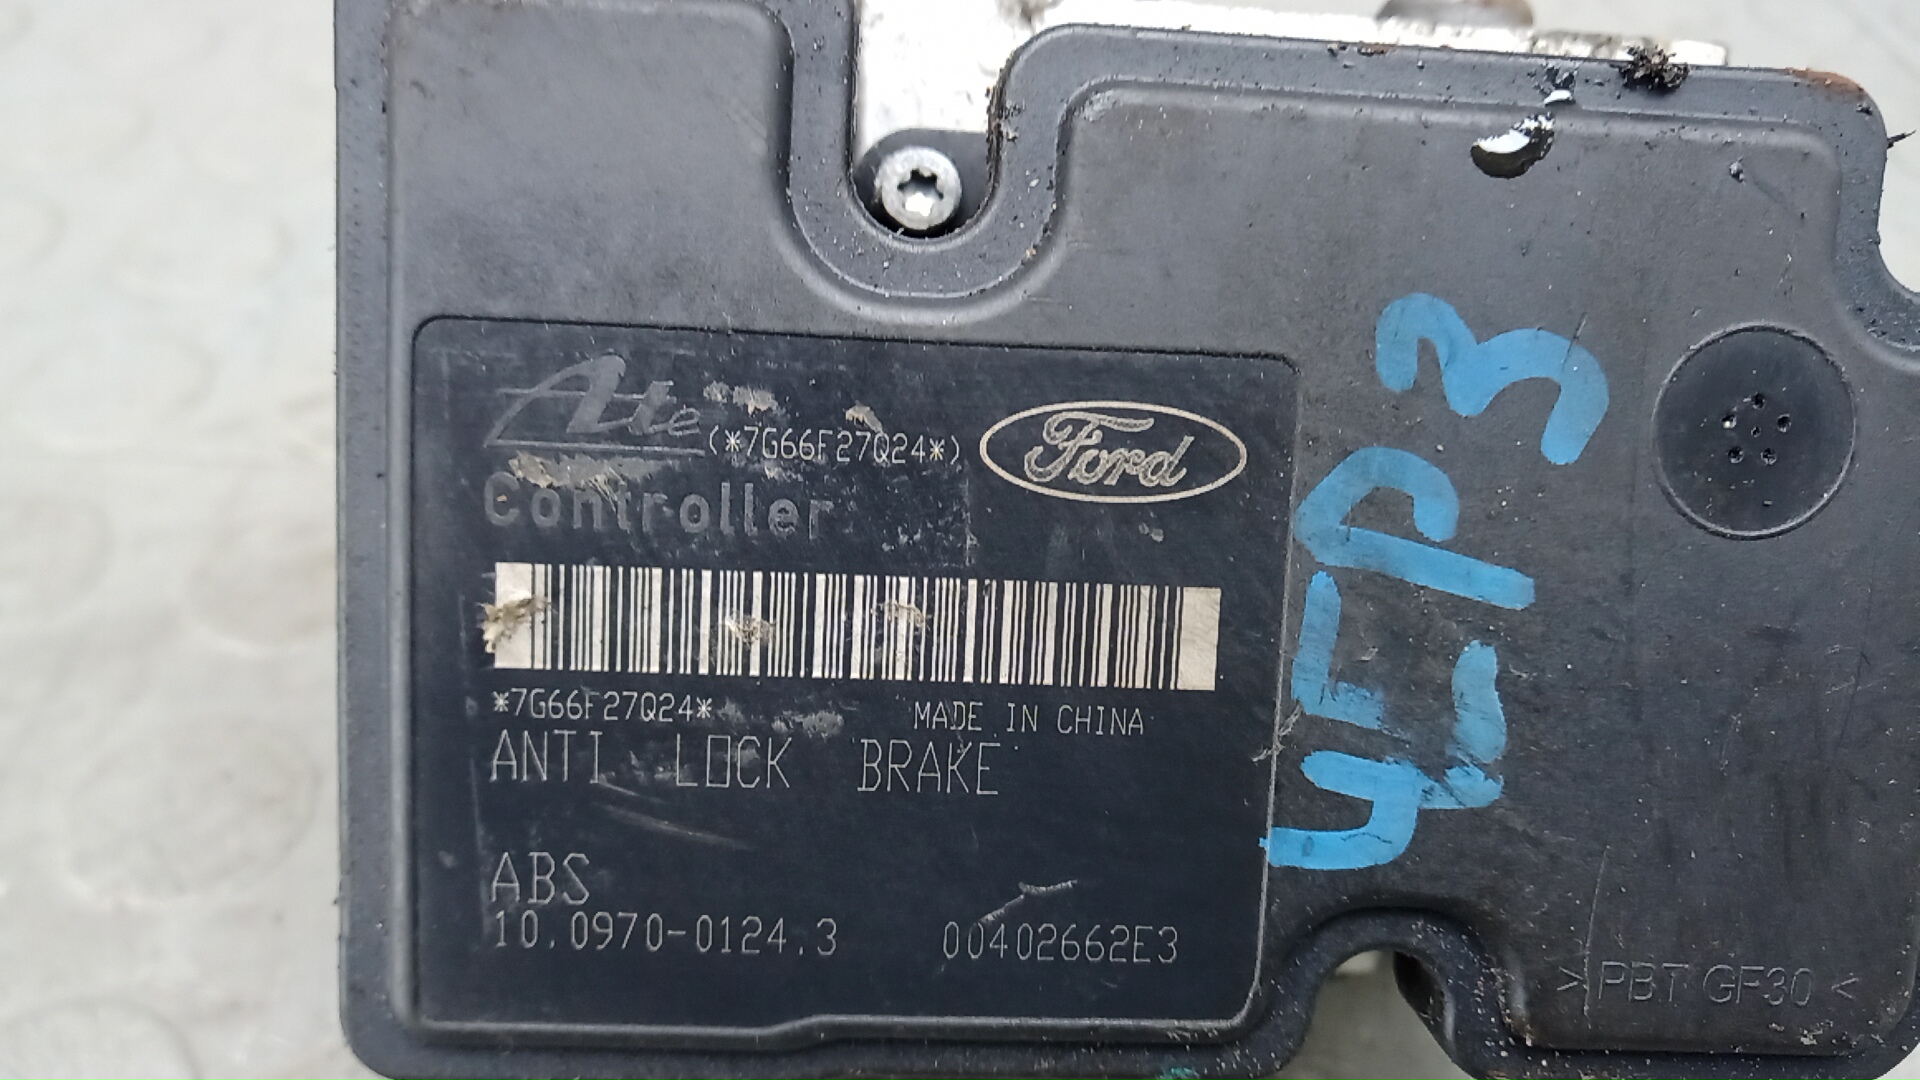 Ate (*7G66F27Q24*)
Ford
Controller
*7G66F27Q24*
MADE IN CHINA
ANTI LOCK BRAKE
ABS
10.0970-0124.3
00402662E3
>PBT GF30<